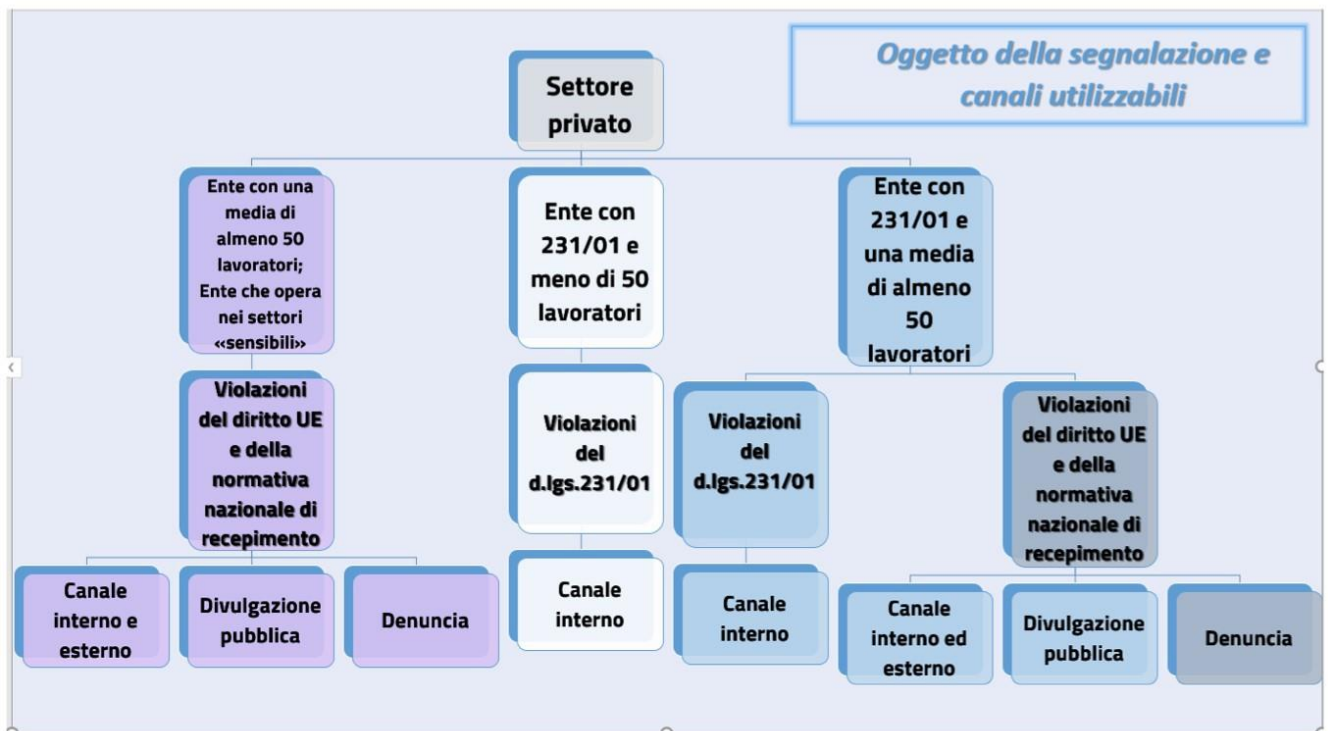 Oggetto della segnalazione e
canali utilizzabili
Settore
privato
Ente con una
media di
almeno 50
lavoratori;
Ente che opera
nei settori
«sensibili»
Ente con
231/01 e
meno di 50
lavoratori
Ente con
231/01 e
una media
di almeno
50
lavoratori
Violazioni
del diritto UE
e della
normativa
nazionale di
recepimento
Violazioni
del
d.lgs.231/01
Violazioni
del
d.lgs.231/01
Violazioni
del diritto UE
e della
normativa
nazionale di
recepimento
Canale
interno e
esterno
Divulgazione
pubblica
Denuncia
Canale
interno
Canale
interno
Canale
interno ed
esterno
Divulgazione
pubblica
Denuncia